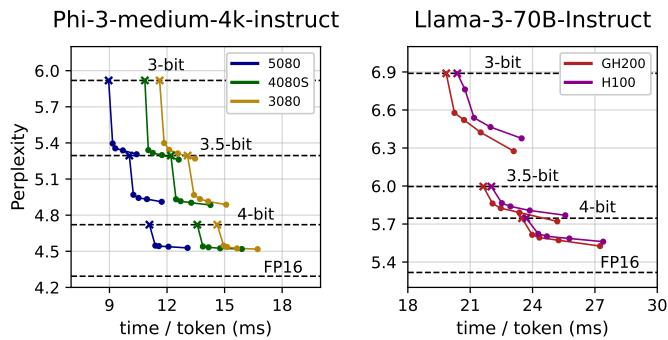 Phi-3-medium-4k-instruct
Perplexity
6.0
5.7
5.4
5.1
4.8
4.5
4.2
3-bit
3.5-bit
4-bit
FP16
5080
4080S
3080
9 12 15 18
time / token (ms)
Llama-3-70B-Instruct
6.9
6.6
6.3
6.0
5.7
5.4
3-bit
3.5-bit
4-bit
FP16
GH200
H100
18 21 24 27 30
time / token (ms)